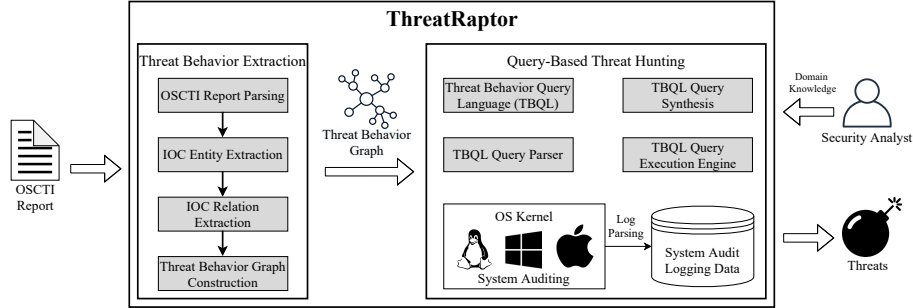 ThreatRaptor
Threat Behavior Extraction
OSCTI Report Parsing
IOC Entity Extraction
IOC Relation
Extraction
Threat Behavior Graph
Construction
OSCTI
Report
Threat Behavior
Graph
Query-Based Threat Hunting
Threat Behavior Query
Language (TBQL)
TBQL Query
Synthesis
TBQL Query Parser
TBQL Query
Execution Engine
OS Kernel
System Auditing
Log
Parsing
System Audit
Logging Data
Domain
Knowledge
Security Analyst
Threats